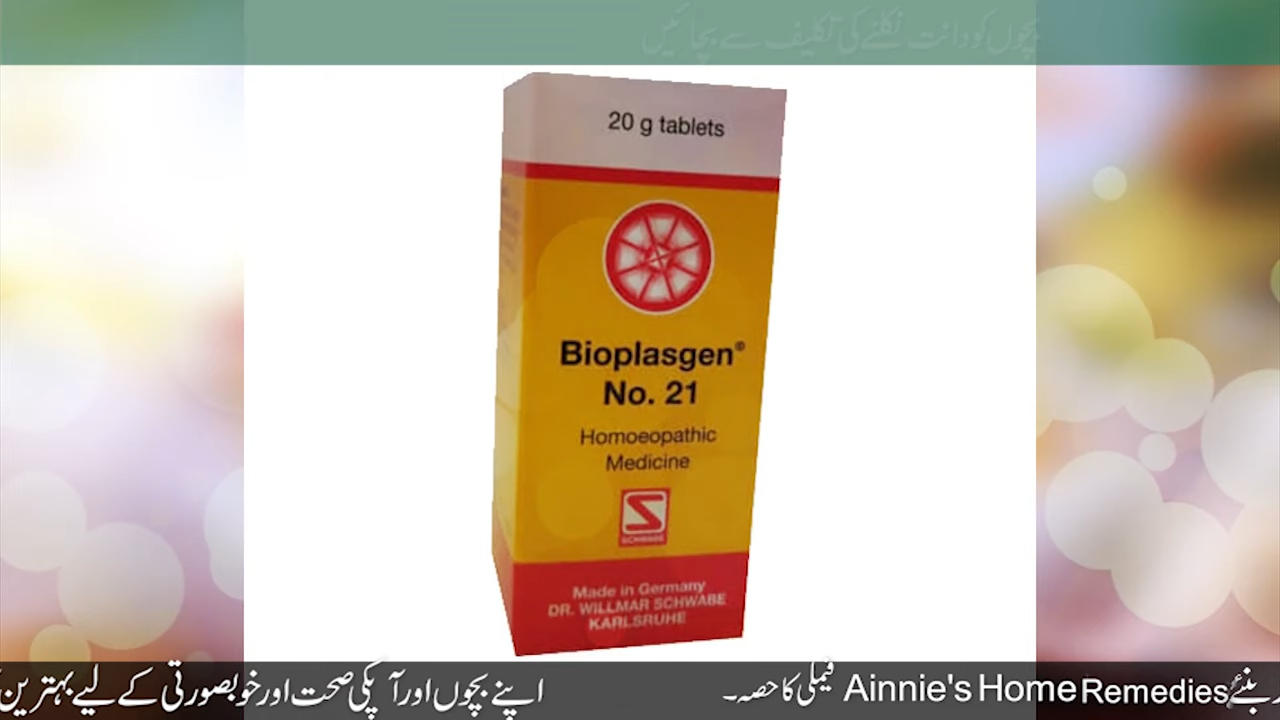 بچوں کو دانت نکلنے کی تکلیف سے بچائیں
20 g tablets
Bioplasgen®
No. 21
Homoeopathic
Medicine
SCHWABE
Made in Germany
DR. WILLMAR SCHWABE
KARLSRUHE
بنئے Ainnie's Home Remedies فیملی کا حصہ۔ اپنے بچوں اور آپکی صحت اور خوبصورتی کے لیے بہترین